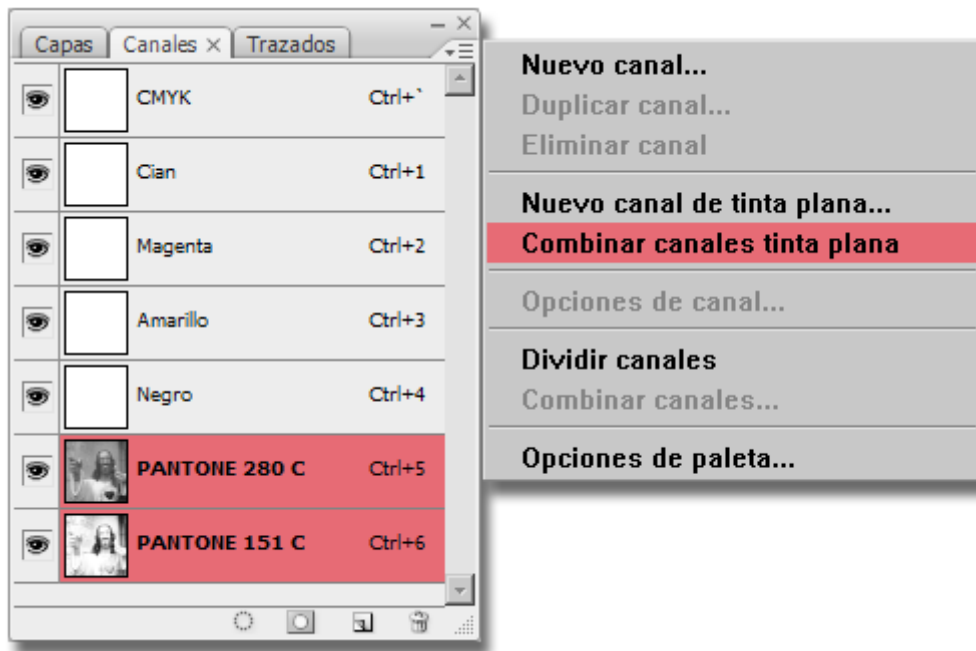 Capas Canales × Trazados
CMYK Ctrl+`
Cian Ctrl+1
Magenta Ctrl+2
Amarillo Ctrl+3
Negro Ctrl+4
PANTONE 280 C Ctrl+5
PANTONE 151 C Ctrl+6
Nuevo canal...
Duplicar canal...
Eliminar canal
Nuevo canal de tinta plana...
Combinar canales tinta plana
Opciones de canal...
Dividir canales
Combinar canales...
Opciones de paleta...